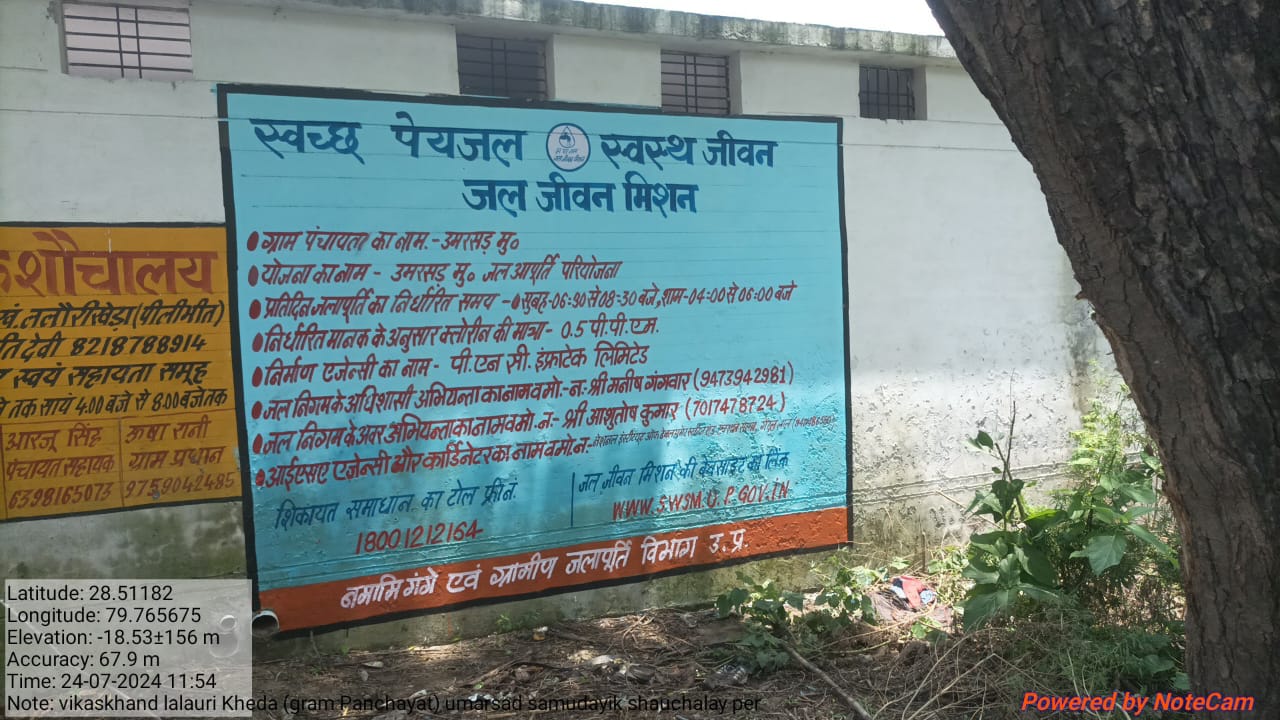 स्वच्छ पेयजल स्वस्थ जीवन
जल जीवन मिशन
ग्राम पंचायत का नाम.-उमरसड़ मु०
योजना का नाम - उमरसड़ मु० जल आपूर्ति परियोजना
प्रतिदिन जलापूर्ति का निर्धारित समय - सुबह-06:30 से 08:30 बजे, शाम-04:00 से 06:00 बजे
निर्धारित मानक के अनुसार क्लोरीन की मात्रा- 0.5 पी.पी.एम.
निर्माण एजेन्सी का नाम - पी.एन सी. इंफ्राटेक लिमिटेड
जल निगम के अधिशासी अभियन्ता का नाम व मो.-न.- श्री मनीष गंगवार (9473942981)
जल निगम के अवर अभियन्ता का नाम व मो. न.- श्री आशुतोष कुमार (7017478724)
आईएसए एजेन्सी और कार्डिनेटर का नाम व मो.न.-
शिकायत समाधान का टोल फ्री नं.
18001212164
जल जीवन मिशन की वेबसाइट का लिंक
WWW.SWSM.U.P.GOV.IN
नमामि गंगे एवं ग्रामीण जलापूर्ति विभाग उ.प्र.
शौचालय
ललौरीखेड़ा (पीलीभीत)
देवी 8218788914
स्वयं सहायता समूह
तक सायं 4.00 बजे से 8.00 बजे तक
आरजू सिंह
पंचायत सहायक
6398165073
ऊषा रानी
ग्राम प्रधान
9759042485
Latitude: 28.51182
Longitude: 79.765675
Elevation: -18.53±156 m
Accuracy: 67.9 m
Time: 24-07-2024 11:54
Note: vikaskhand lalauri Kheda (gram Panchayat) umarsad samudayik shauchalay per
Powered by NoteCam